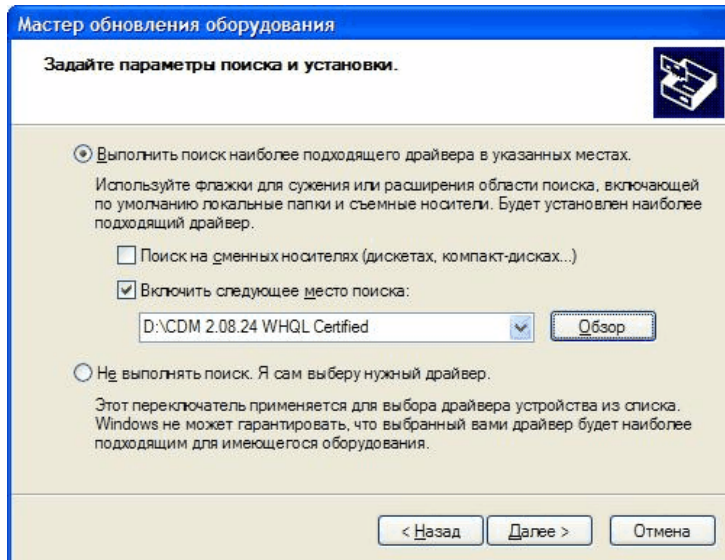 Мастер обновления оборудования
Задайте параметры поиска и установки.
Выполнить поиск наиболее подходящего драйвера в указанных местах.
Используйте флажки для сужения или расширения области поиска, включающей
по умолчанию локальные папки и съемные носители. Будет установлен наиболее
подходящий драйвер.
Поиск на сменных носителях (дискетах, компакт-дисках...)
Включить следующее место поиска:
D:\CDM 2.08.24 WHQL Certified
Обзор
Не выполнять поиск. Я сам выберу нужный драйвер.
Этот переключатель применяется для выбора драйвера устройства из списка.
Windows не может гарантировать, что выбранный вами драйвер будет наиболее
подходящим для имеющегося оборудования.
< Назад Далее > Отмена